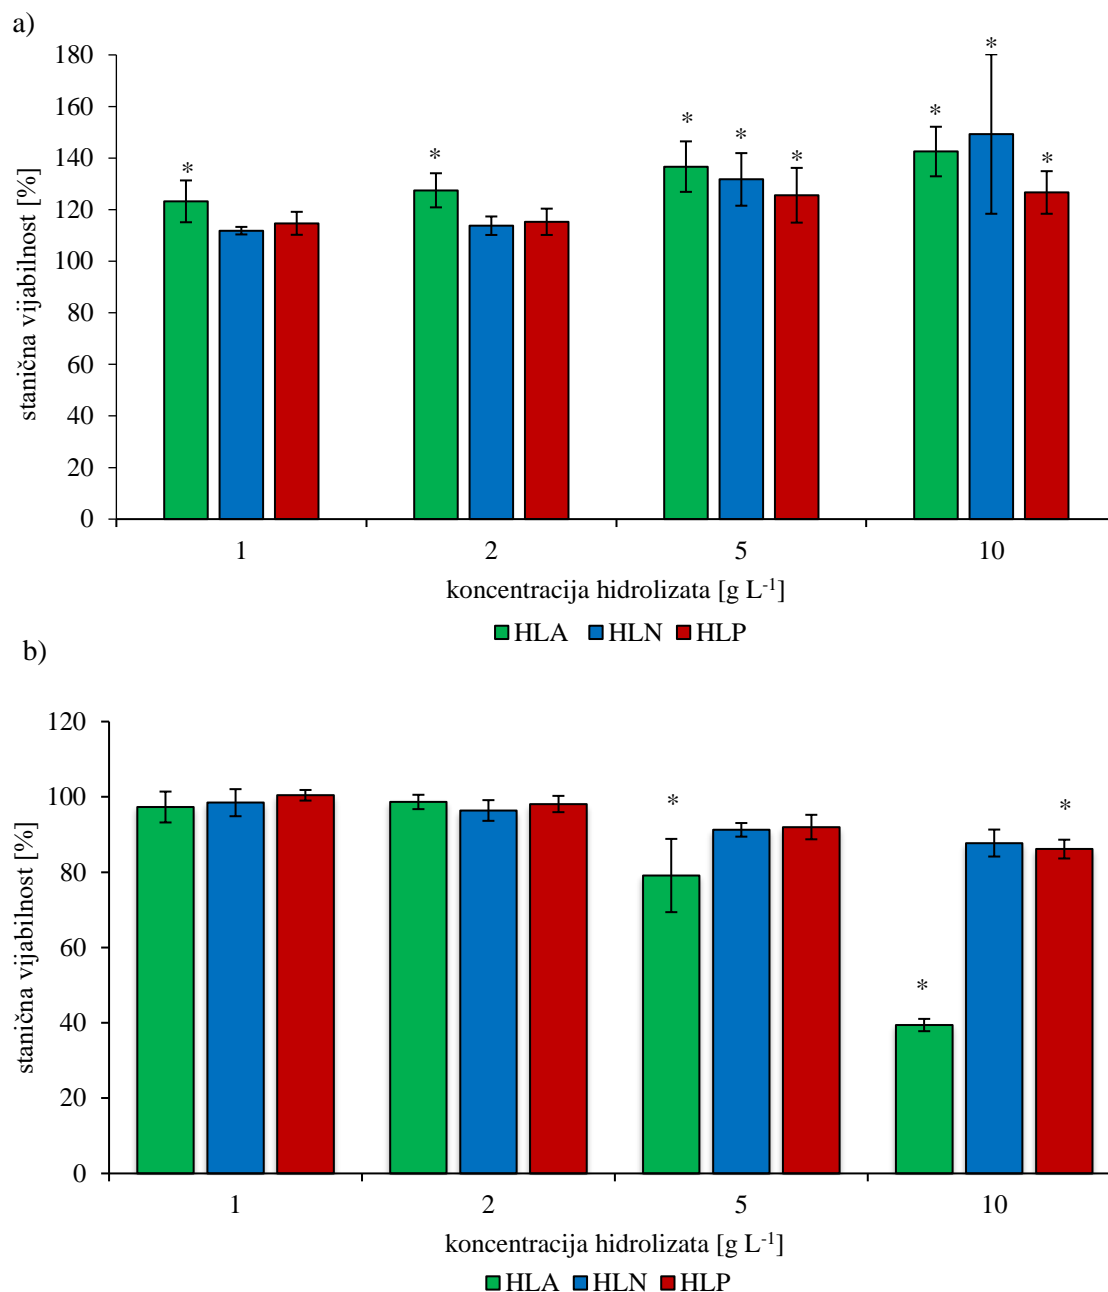 a)
stanična vijabilnost [%]
180
160
140
120
100
80
60
40
20
0
* * * * * * * *
1 2 5 10
koncentracija hidrolizata [g L⁻¹]
HLA HLN HLP
b)
stanična vijabilnost [%]
120
100
80
60
40
20
0
* * *
1 2 5 10
koncentracija hidrolizata [g L⁻¹]
HLA HLN HLP